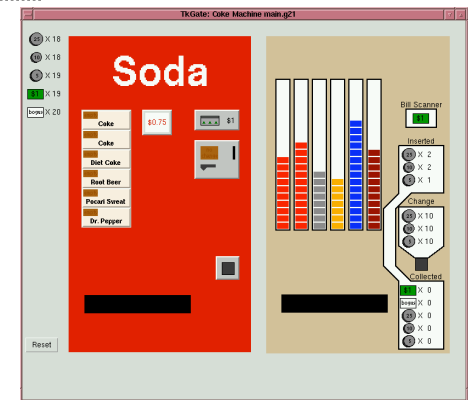 TkGate: Coke Machine main.g21
25 X 18
10 X 18
5 X 19
$1 X 19
bogus X 20
Soda
Coke
Coke
Diet Coke
Root Beer
Pocari Sweat
Dr. Pepper
$0.75
$1
Bill Scanner
$1
Inserted
25 X 2
10 X 2
5 X 1
Change
25 X 10
10 X 10
5 X 10
Collected
$1 X 0
bogus X 0
25 X 0
10 X 0
5 X 0
Reset